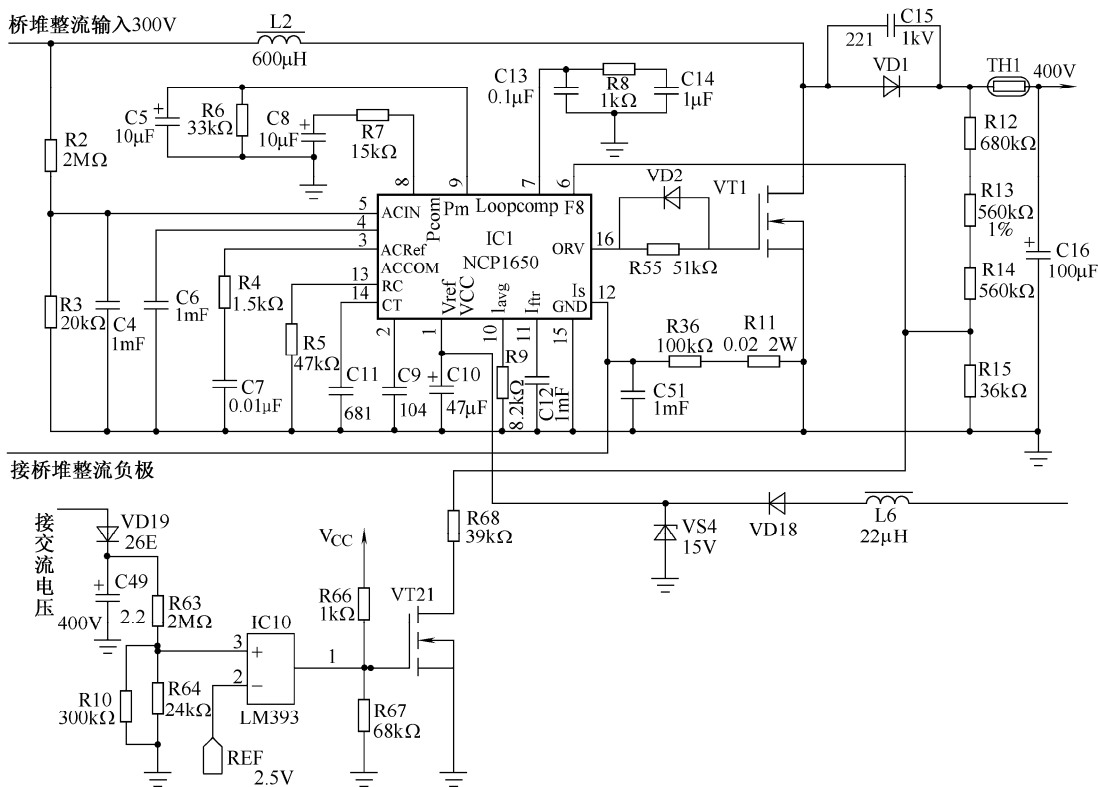 桥堆整流输入300V
L2
600μH
C15
221
1kV
VD1
TH1
400V
C13
0.1μF
R8
1kΩ
C14
1μF
C5
10μF
R6
33kΩ
C8
10μF
R7
15kΩ
R2
2MΩ
R12
680kΩ
R13
560kΩ
1%
R14
560kΩ
C16
100μF
R15
36kΩ
8
9
7
6
5
4
3
13
14
ACIN
ACRef
ACCOM
RC
CT
Pcom
Pm
Loopcomp
F8
IC1
NCP1650
ORV
16
Is
GND
12
Vref
VCC
Iavg
Iftr
2
1
10
11
15
VD2
VT1
R55
51kΩ
R3
20kΩ
C4
1mF
C6
1mF
R4
1.5kΩ
C7
0.01μF
R5
47kΩ
C11
681
C9
104
C10
47μF
R9
8.2kΩ
C12
1mF
R36
100kΩ
R11
0.02 2W
C51
1mF
接桥堆整流负极
接交流电压
VD19
26E
C49
2.2
400V
R63
2MΩ
R10
300kΩ
R64
24kΩ
IC10
3
+
2
−
1
LM393
REF
2.5V
VCC
R66
1kΩ
R67
68kΩ
VT21
R68
39kΩ
VS4
15V
VD18
L6
22μH